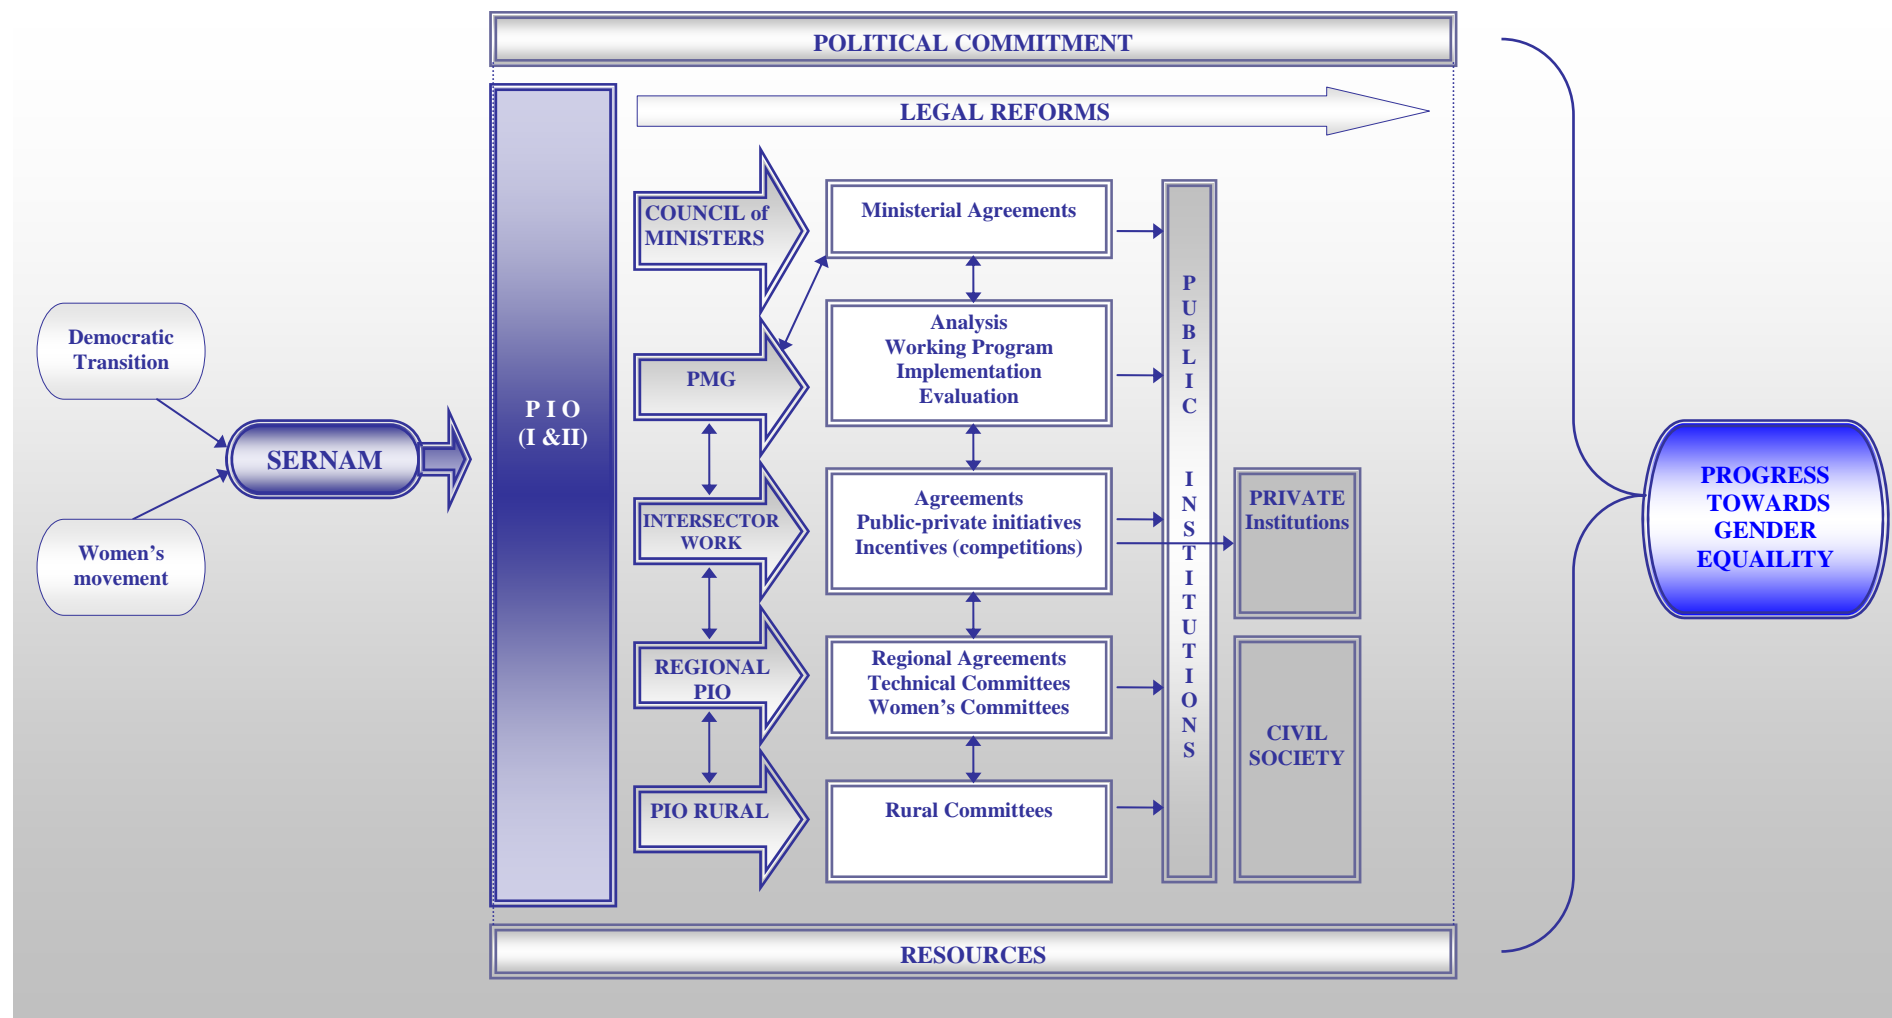 POLITICAL COMMITMENT
LEGAL REFORMS
Democratic
Transition
Women's
movement
SERNAM
P I O
(I &II)
COUNCIL of
MINISTERS
PMG
INTERSECTOR
WORK
REGIONAL
PIO
PIO RURAL
Ministerial Agreements
Analysis
Working Program
Implementation
Evaluation
Agreements
Public-private initiatives
Incentives (competitions)
Regional Agreements
Technical Committees
Women's Committees
Rural Committees
P
U
B
L
I
C
I
N
S
T
I
T
U
T
I
O
N
S
PRIVATE
Institutions
CIVIL
SOCIETY
PROGRESS
TOWARDS
GENDER
EQUAILITY
RESOURCES